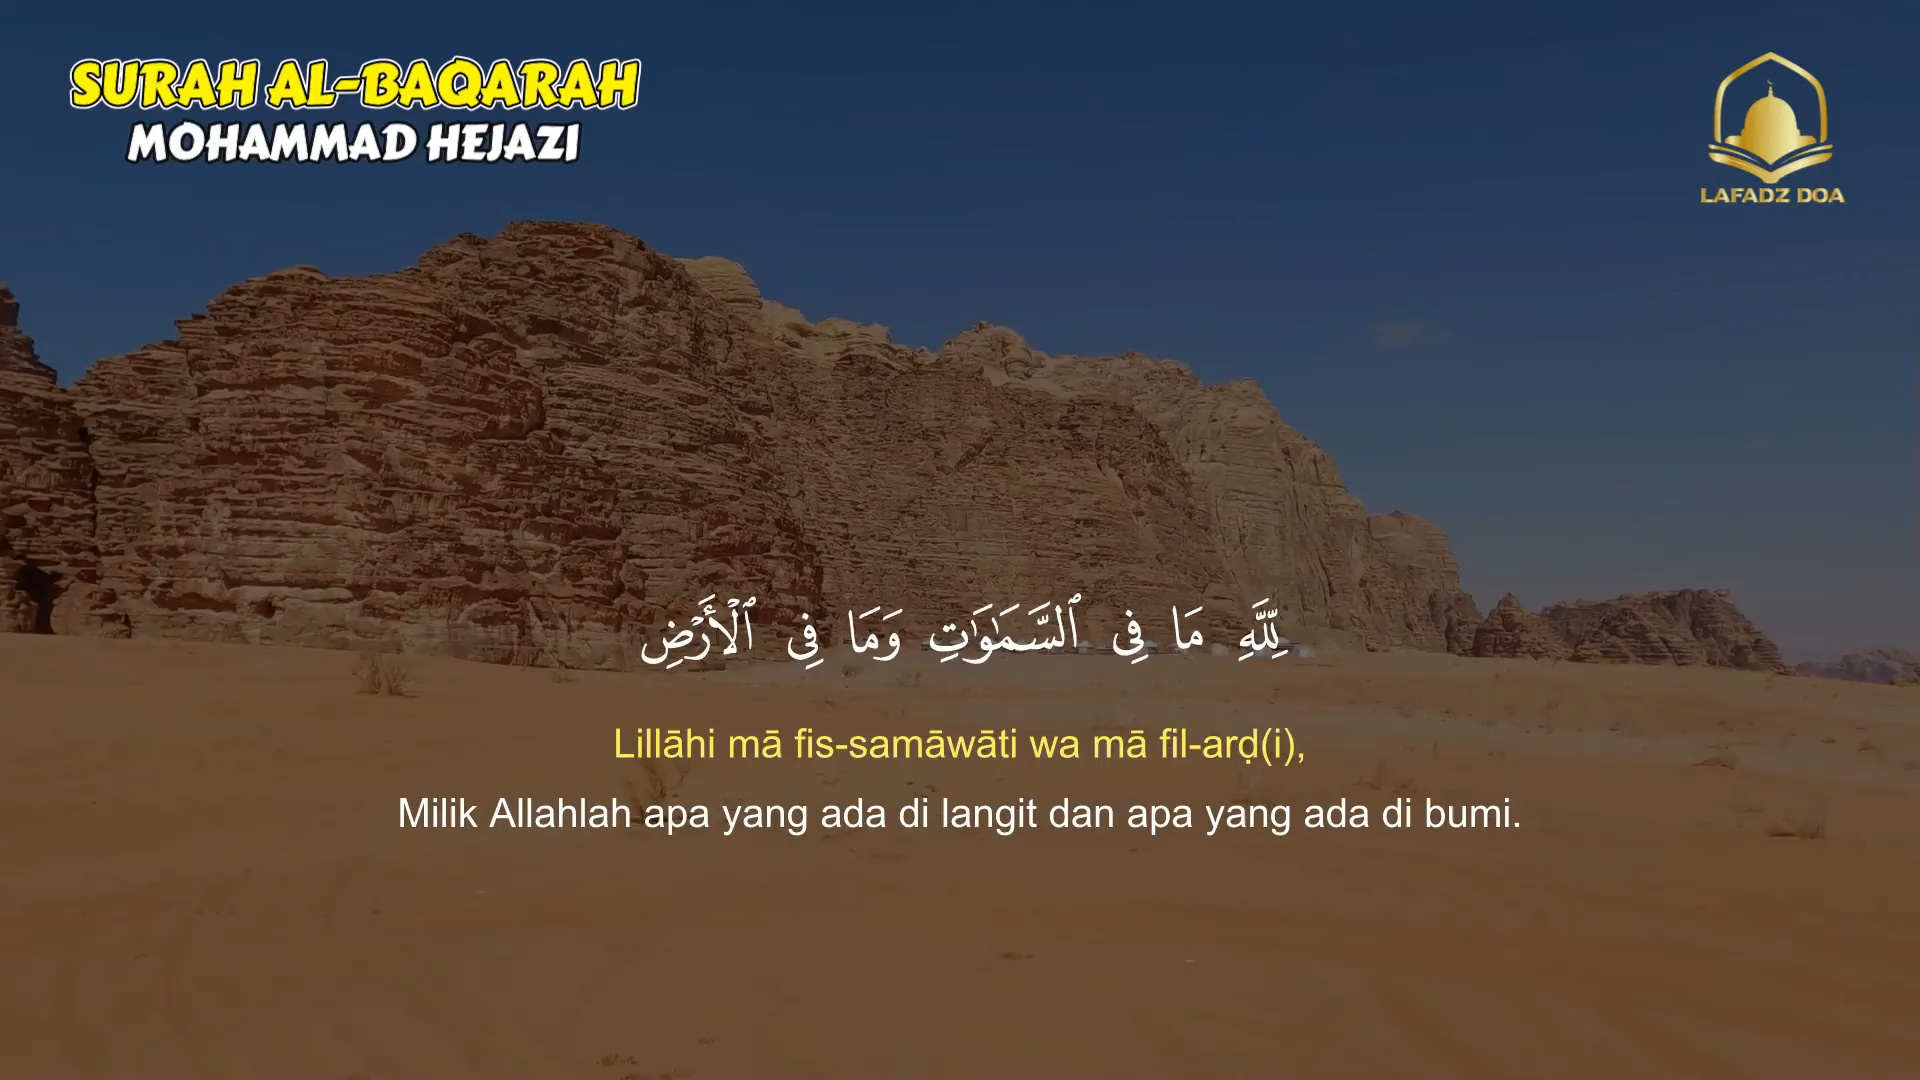 SURAH AL-BAQARAH
MOHAMMAD HEJAZI
LAFADZ DOA
لِلَّهِ مَا فِى ٱلسَّمَـٰوَٰتِ وَمَا فِى ٱلْأَرْضِ
Lillāhi mā fis-samāwāti wa mā fil-arḍ(i),
Milik Allahlah apa yang ada di langit dan apa yang ada di bumi.